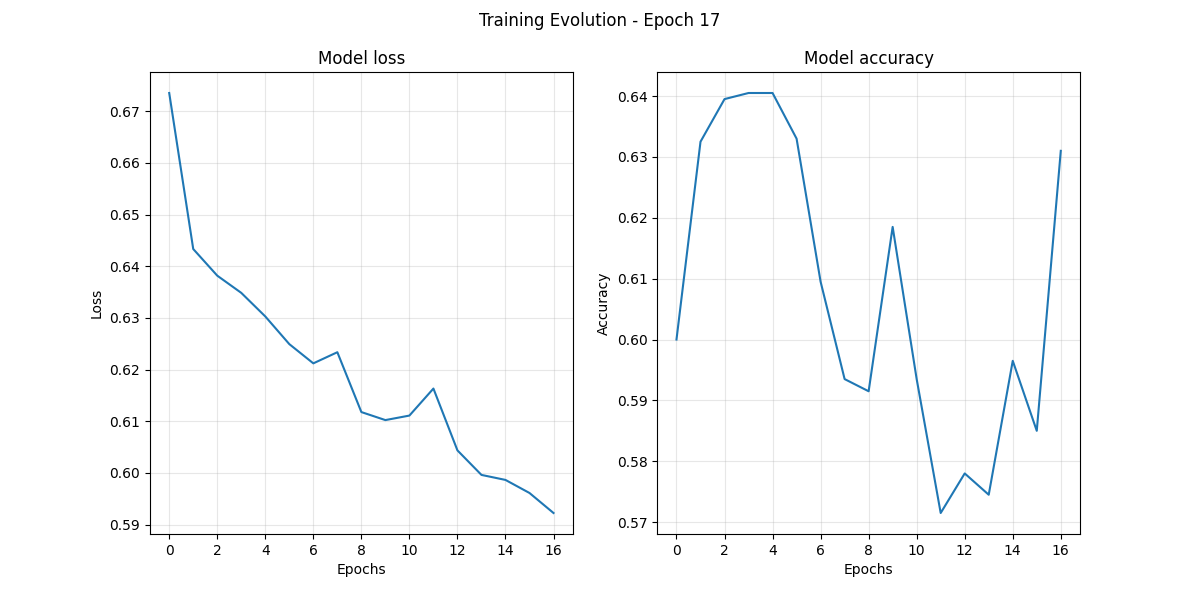 Training Evolution - Epoch 17
Model loss
0.67
0.66
0.65
0.64
0.63
0.62
0.61
0.60
0.59
Loss
0 2 4 6 8 10 12 14 16
Epochs
Model accuracy
0.64
0.63
0.62
0.61
0.60
0.59
0.58
0.57
Accuracy
0 2 4 6 8 10 12 14 16
Epochs